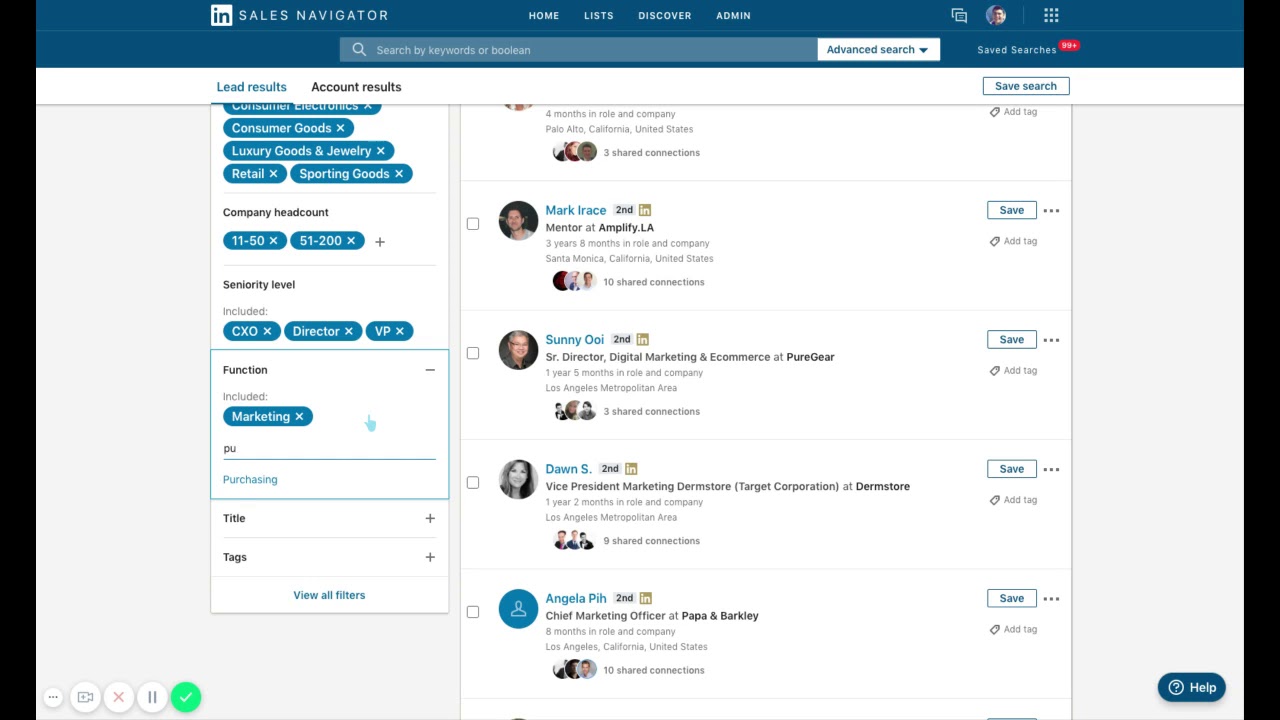 in SALES NAVIGATOR
HOME LISTS DISCOVER ADMIN
Search by keywords or boolean
Advanced search
Saved Searches 99+
Lead results Account results
Save search
Consumer Electronics ×
Consumer Goods ×
Luxury Goods & Jewelry ×
Retail × Sporting Goods ×
Company headcount
11-50 × 51-200 × +
Seniority level
Included:
CXO × Director × VP ×
Function −
Included:
Marketing ×
pu
Purchasing
Title +
Tags +
View all filters
4 months in role and company
Palo Alto, California, United States
3 shared connections
Add tag
Mark Irace 2nd in
Mentor at Amplify.LA
3 years 8 months in role and company
Santa Monica, California, United States
10 shared connections
Save
Add tag
Sunny Ooi 2nd in
Sr. Director, Digital Marketing & Ecommerce at PureGear
1 year 5 months in role and company
Los Angeles Metropolitan Area
3 shared connections
Save
Add tag
Dawn S. 2nd in
Vice President Marketing Dermstore (Target Corporation) at Dermstore
1 year 2 months in role and company
Los Angeles Metropolitan Area
9 shared connections
Save
Add tag
Angela Pih 2nd in
Chief Marketing Officer at Papa & Barkley
8 months in role and company
Los Angeles, California, United States
10 shared connections
Save
Add tag
Help